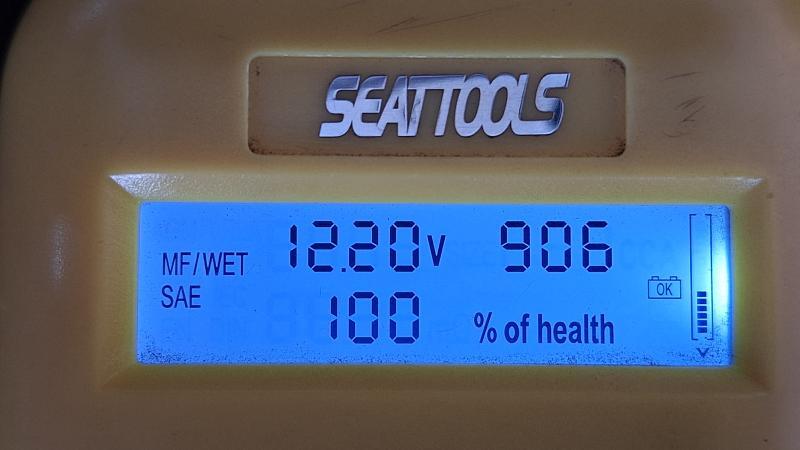 SEATTOOLS
MF/WET 12.20V 906
SAE 100 % of health
OK